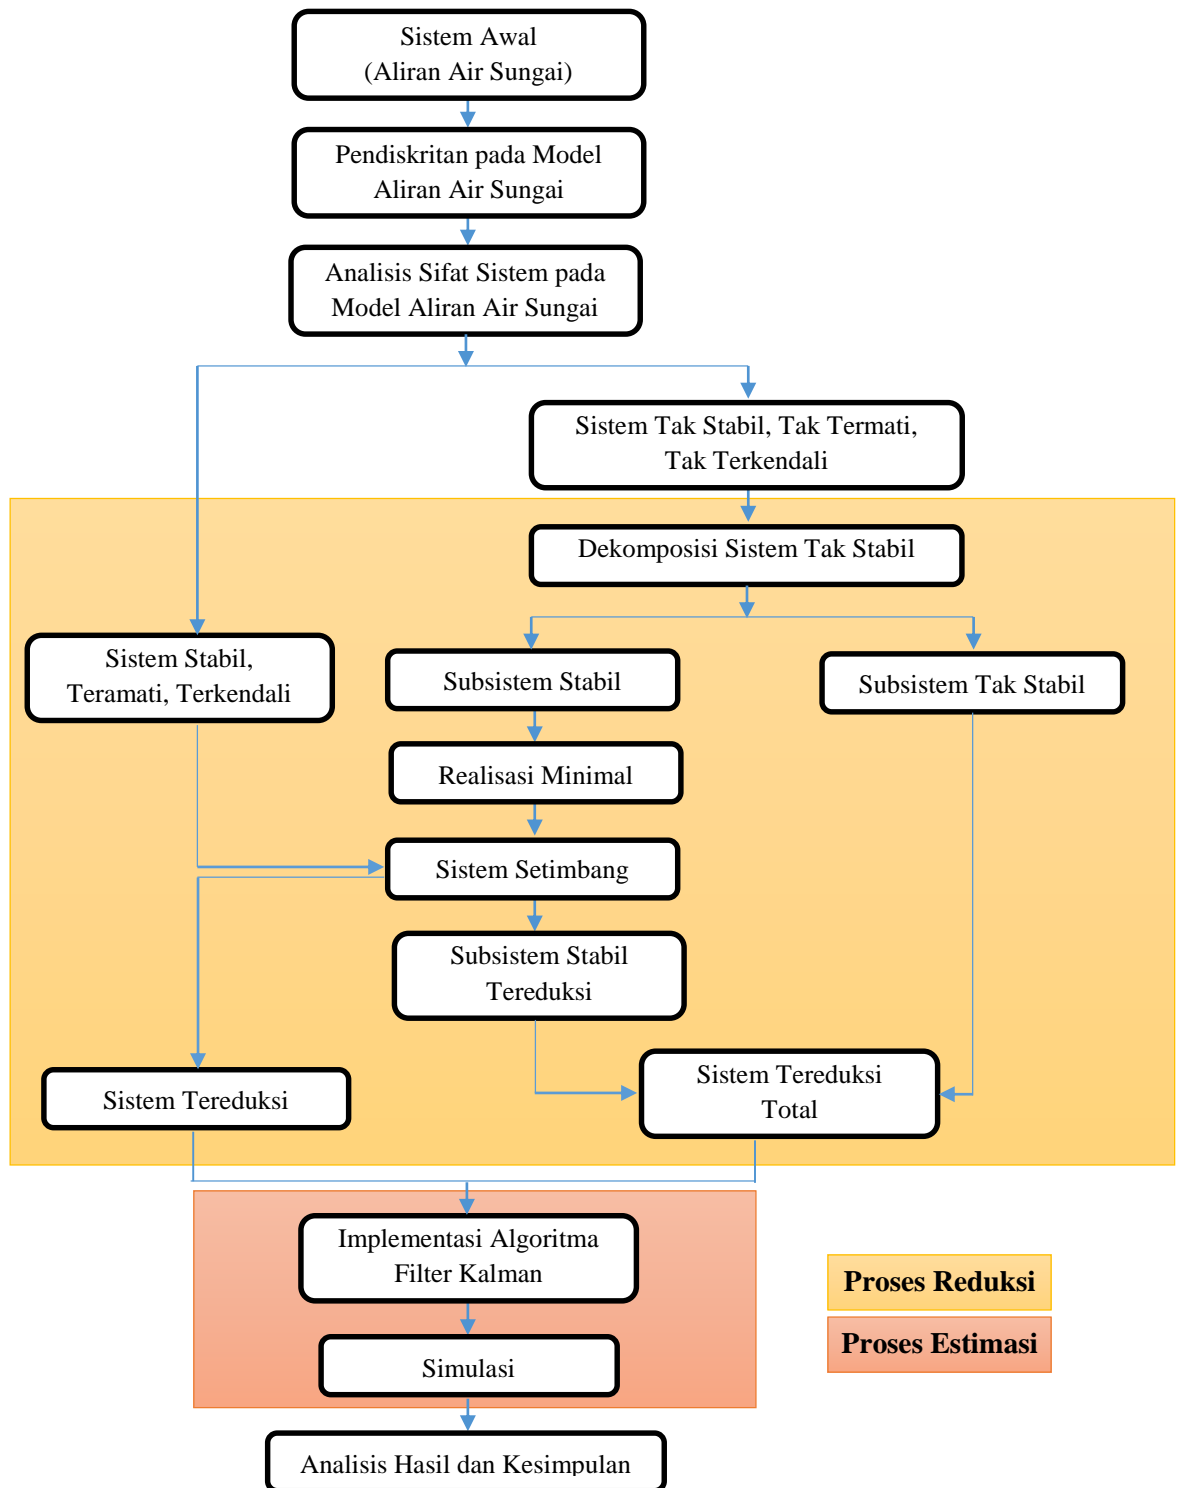 Sistem Awal
(Aliran Air Sungai)
Pendiskritan pada Model
Aliran Air Sungai
Analisis Sifat Sistem pada
Model Aliran Air Sungai
Sistem Tak Stabil, Tak Termati,
Tak Terkendali
Dekomposisi Sistem Tak Stabil
Sistem Stabil,
Teramati, Terkendali
Subsistem Stabil
Subsistem Tak Stabil
Realisasi Minimal
Sistem Setimbang
Subsistem Stabil
Tereduksi
Sistem Tereduksi
Sistem Tereduksi
Total
Implementasi Algoritma
Filter Kalman
Proses Reduksi
Proses Estimasi
Simulasi
Analisis Hasil dan Kesimpulan